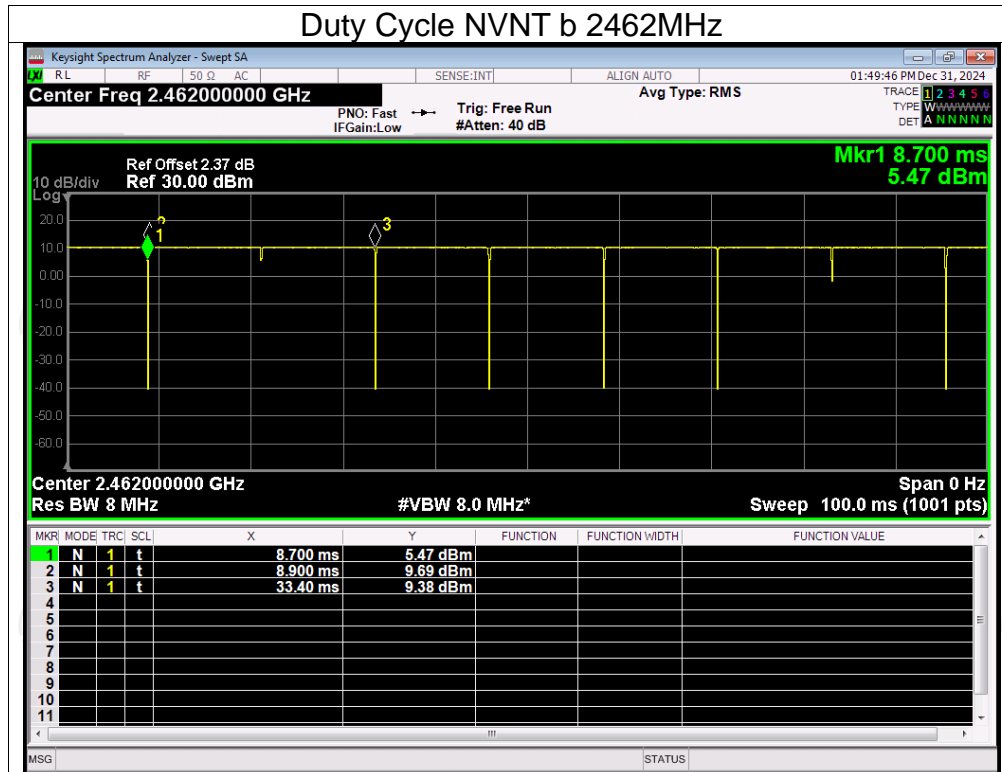 Duty Cycle NVNT b 2462MHz
Keysight Spectrum Analyzer - Swept SA
LXI RL RF 50 Ω AC SENSE:INT ALIGN AUTO 01:49:46 PM Dec 31, 2024
Center Freq 2.462000000 GHz Avg Type: RMS TRACE 1 2 3 4 5 6
PNO: Fast Trig: Free Run TYPE WWWWWW
IFGain:Low #Atten: 40 dB DET A N N N N N
Mkr1 8.700 ms
5.47 dBm
Ref Offset 2.37 dB
10 dB/div Ref 30.00 dBm
Log
20.0
10.0
0.00
-10.0
-20.0
-30.0
-40.0
-50.0
-60.0
2
1
3
Center 2.462000000 GHz Span 0 Hz
Res BW 8 MHz #VBW 8.0 MHz* Sweep 100.0 ms (1001 pts)
MKR MODE TRC SCL X Y FUNCTION FUNCTION WIDTH FUNCTION VALUE
1 N 1 t 8.700 ms 5.47 dBm
2 N 1 t 8.900 ms 9.69 dBm
3 N 1 t 33.40 ms 9.38 dBm
4
5
6
7
8
9
10
11
MSG STATUS